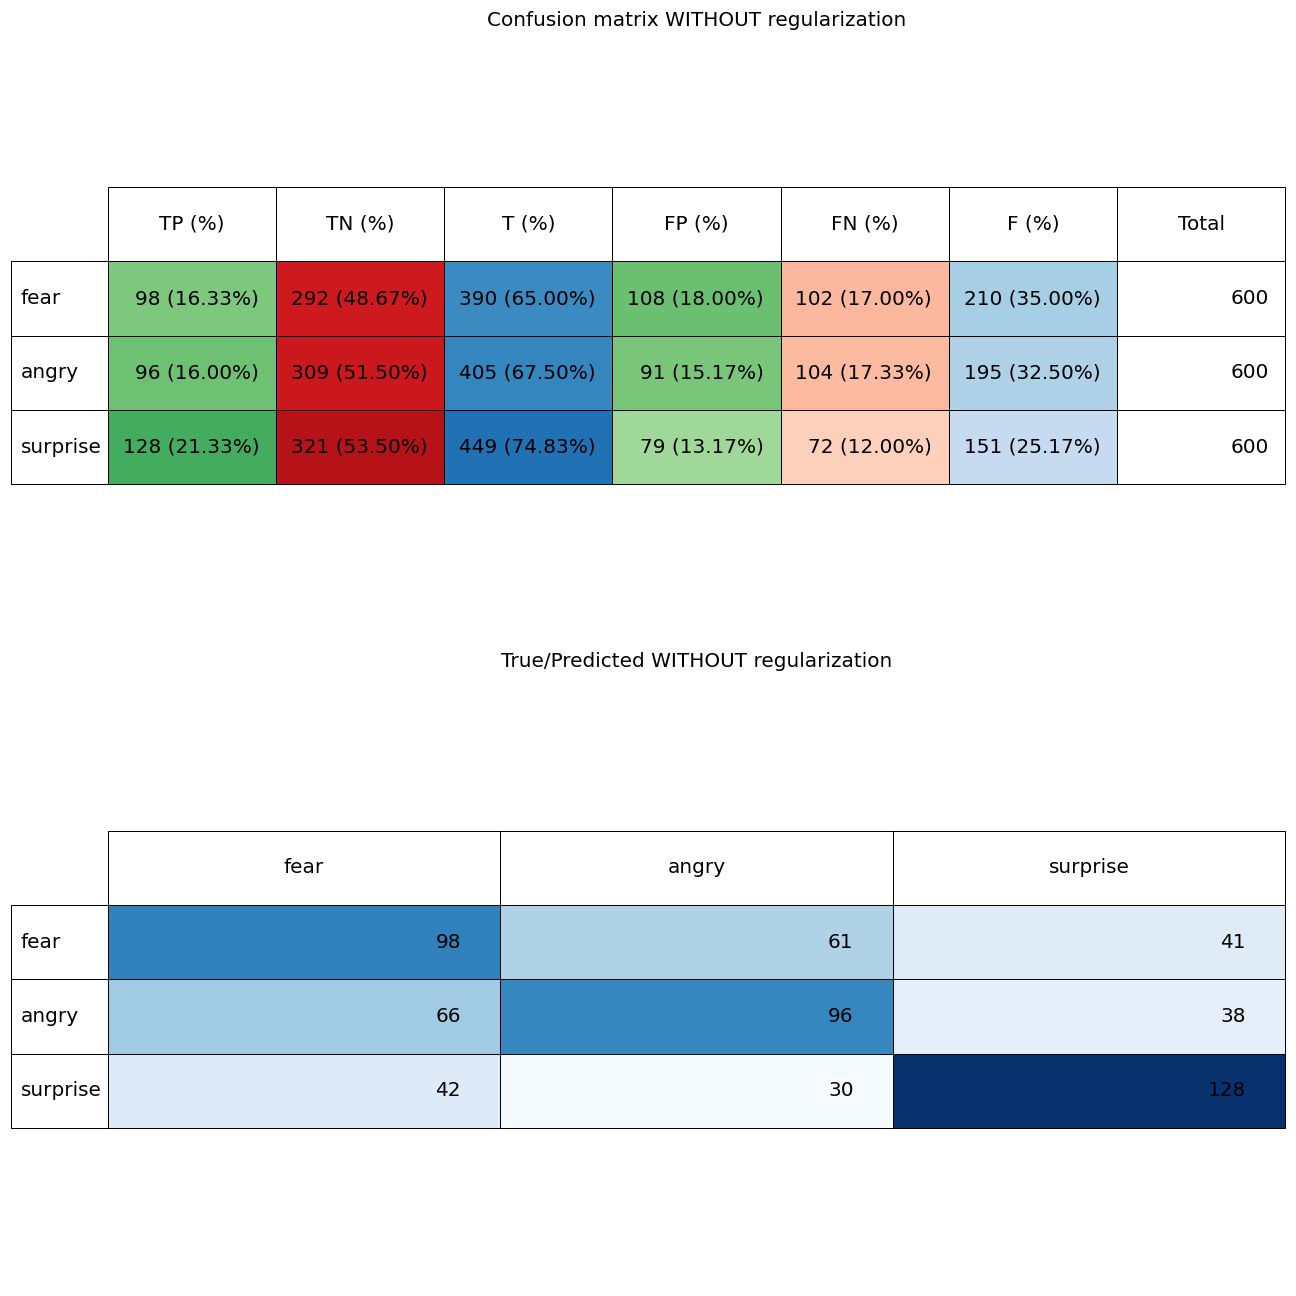 Confusion matrix WITHOUT regularization
TP (%) TN (%) T (%) FP (%) FN (%) F (%) Total
fear 98 (16.33%) 292 (48.67%) 390 (65.00%) 108 (18.00%) 102 (17.00%) 210 (35.00%) 600
angry 96 (16.00%) 309 (51.50%) 405 (67.50%) 91 (15.17%) 104 (17.33%) 195 (32.50%) 600
surprise 128 (21.33%) 321 (53.50%) 449 (74.83%) 79 (13.17%) 72 (12.00%) 151 (25.17%) 600
True/Predicted WITHOUT regularization
fear angry surprise
fear 98 61 41
angry 66 96 38
surprise 42 30 128